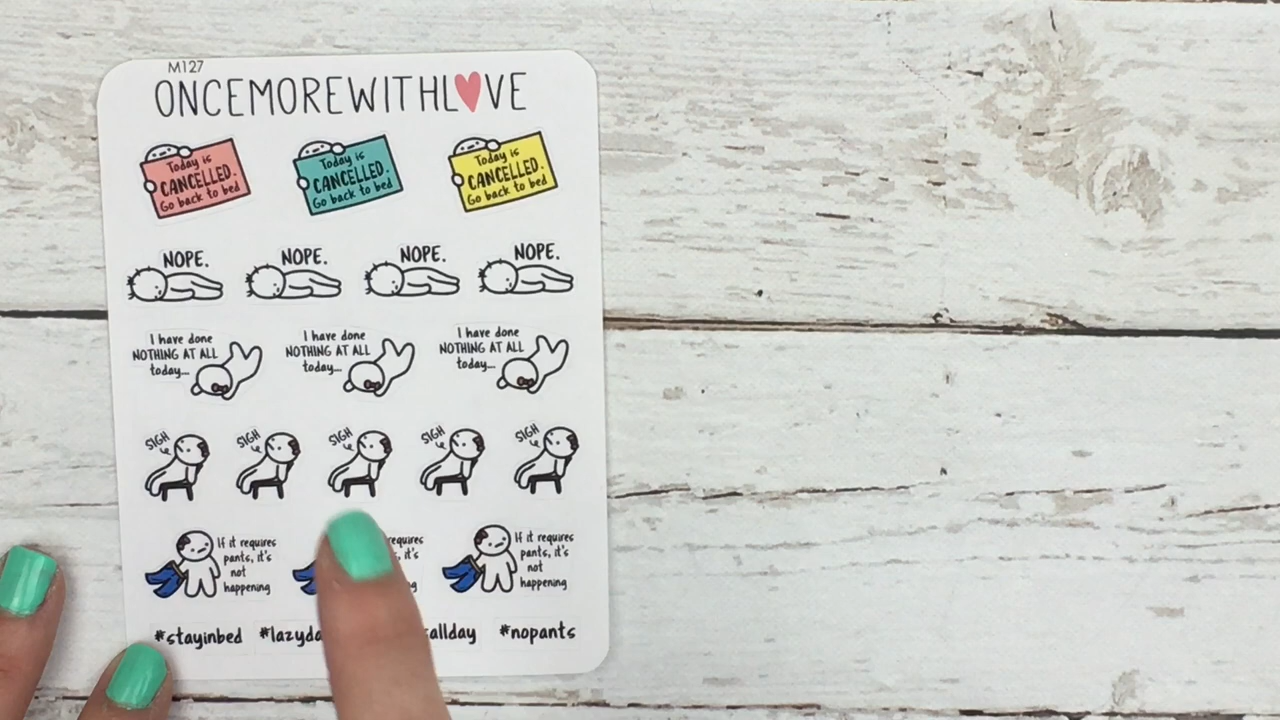 M127
ONCEMOREWITHL❤VE
Today is
CANCELLED.
Go back to bed
Today is
CANCELLED.
Go back to bed
Today is
CANCELLED.
Go back to bed
NOPE. NOPE. NOPE. NOPE.
I have done
NOTHING AT ALL
today...
I have done
NOTHING AT ALL
today...
I have done
NOTHING AT ALL
today...
SIGH SIGH SIGH SIGH SIGH
If it requires
pants, it's
not
happening
it's
If it requires
pants, it's
not
happening
#stayinbed #nopants